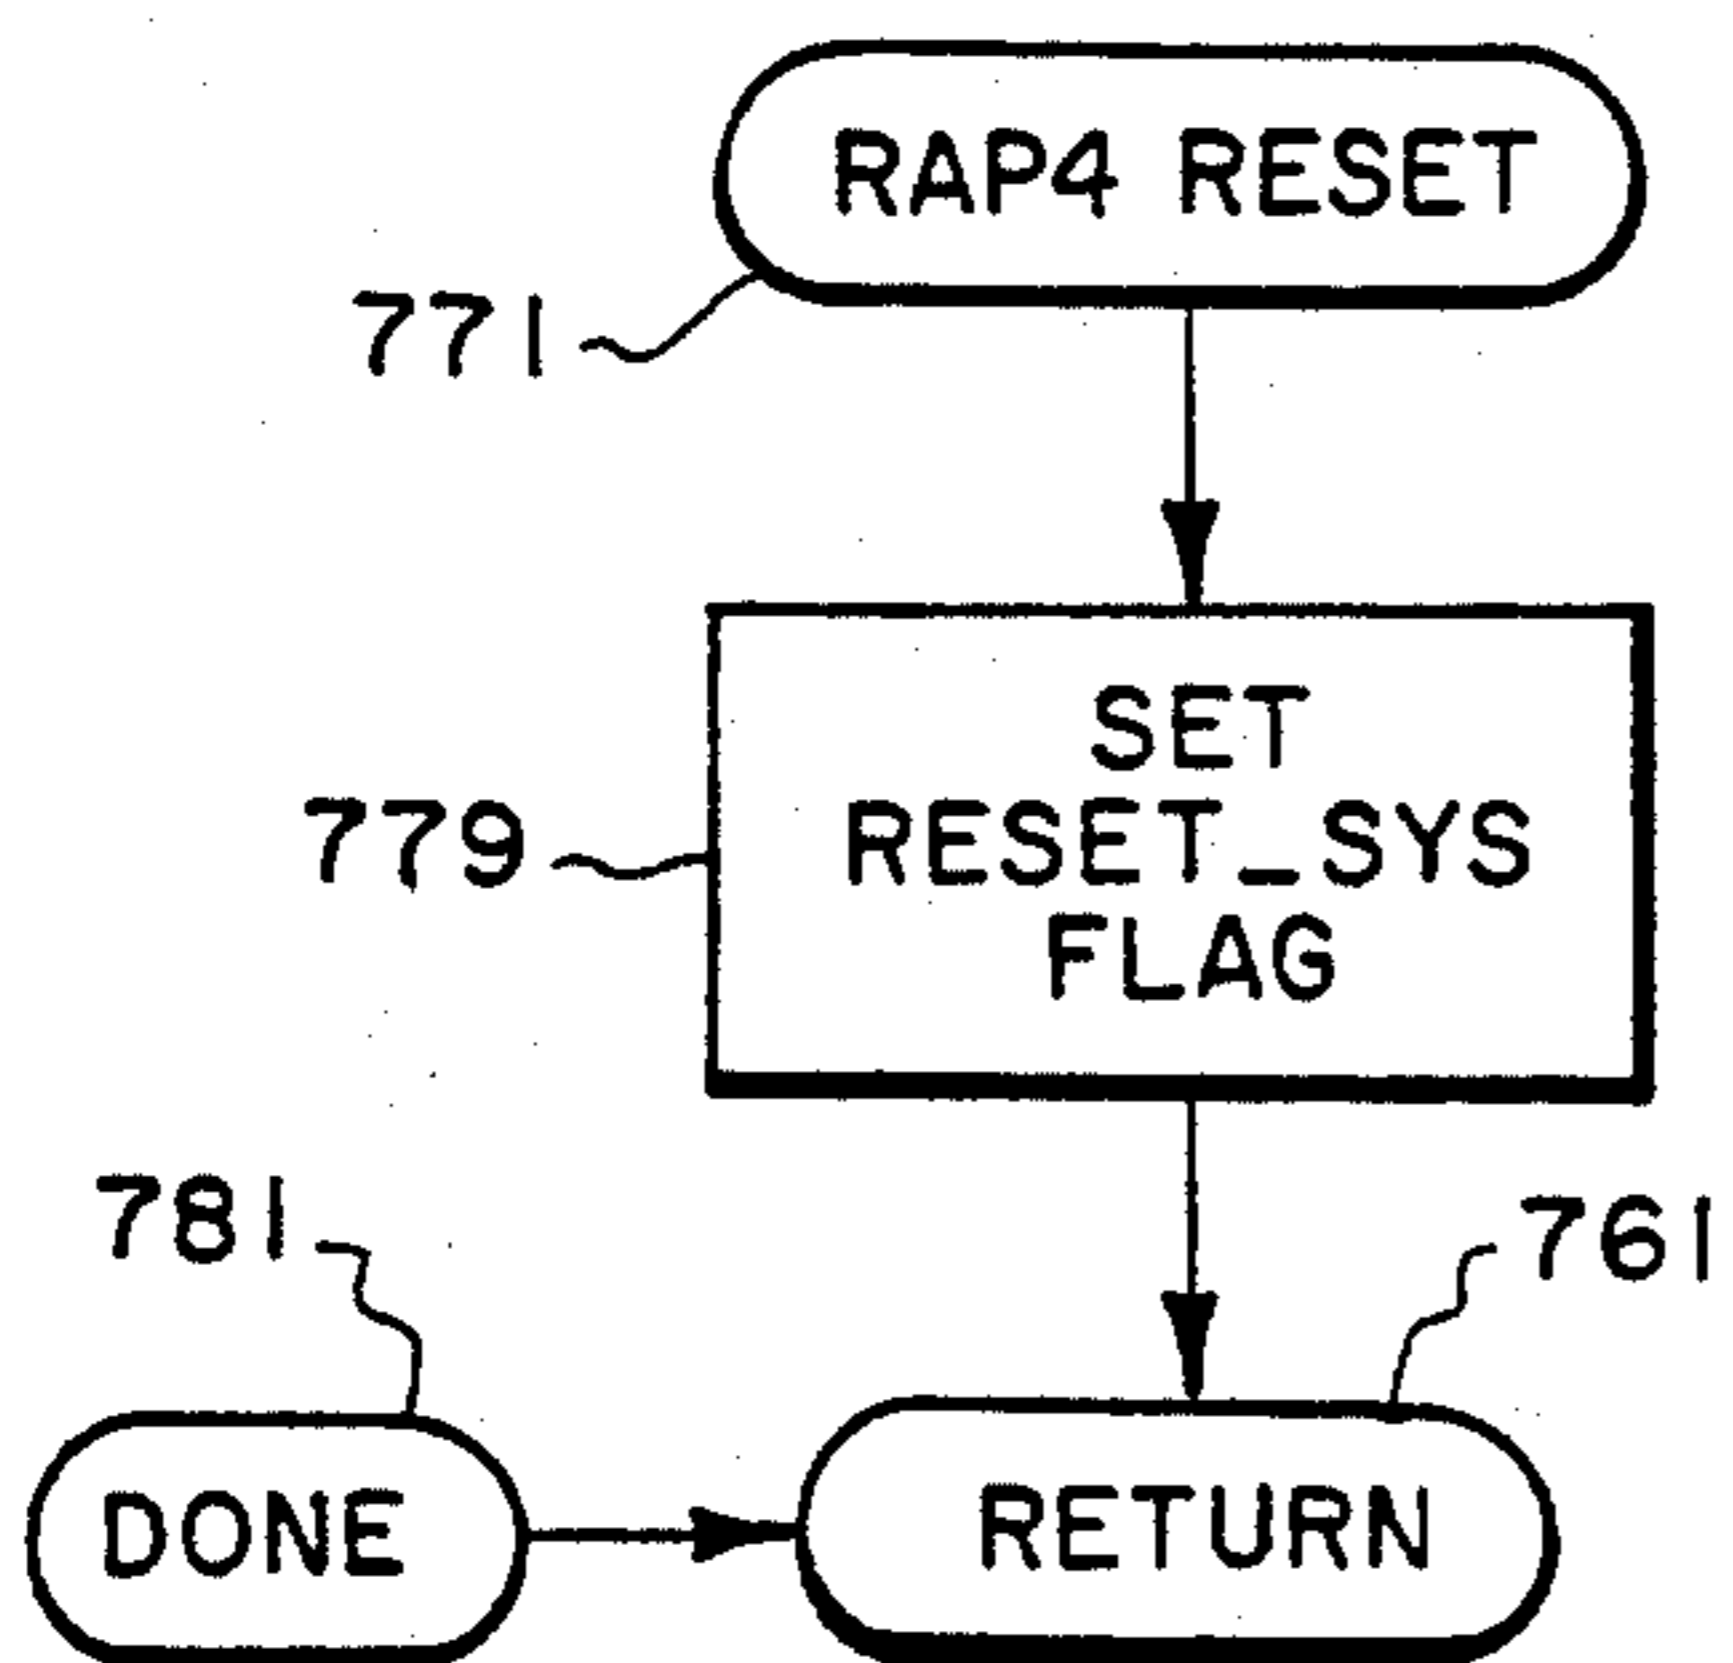 RAP4 RESET
771
SET
RESET_SYS
FLAG
779
781
761
DONE
RETURN